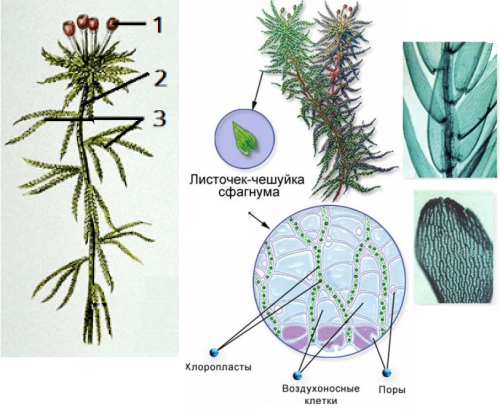 1
2
3
Листочек-чешуйка
сфагнума
Хлоропласты
Воздухоносные
клетки
Поры